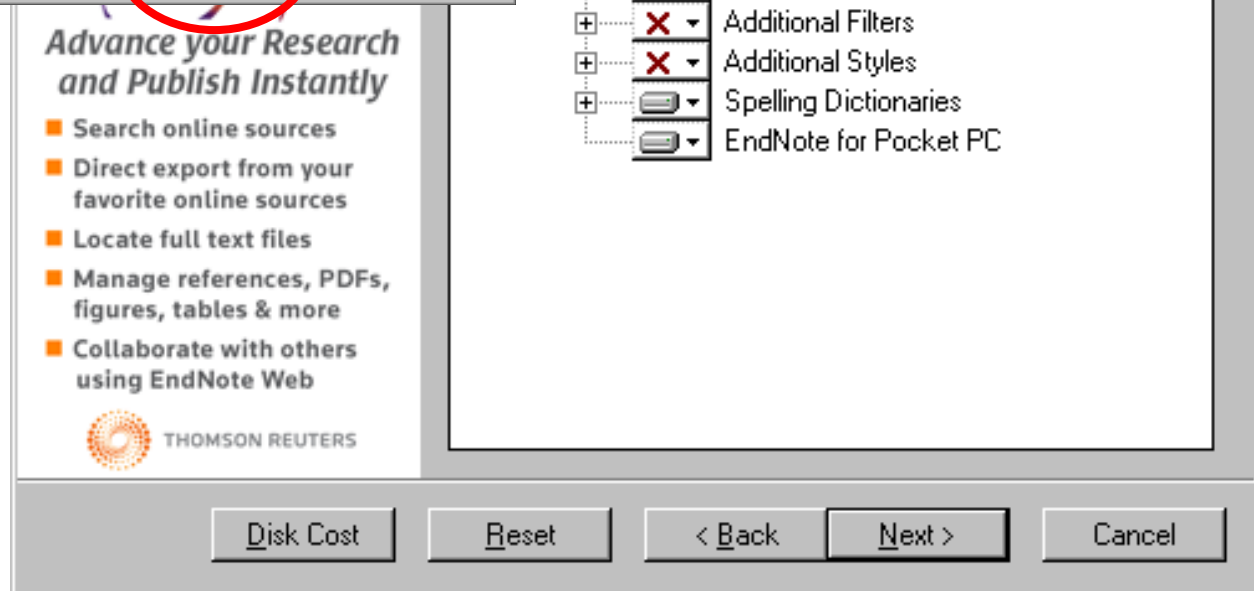 Advance your Research
and Publish Instantly
Search online sources
Direct export from your
favorite online sources
Locate full text files
Manage references, PDFs,
figures, tables & more
Collaborate with others
using EndNote Web
THOMSON REUTERS
Additional Filters
Additional Styles
Spelling Dictionaries
EndNote for Pocket PC
Disk Cost
Reset
< Back
Next >
Cancel